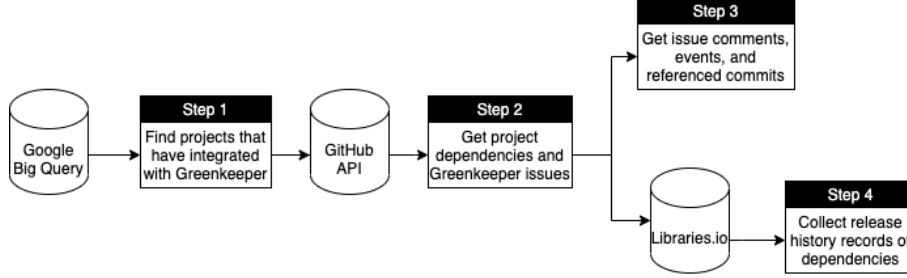 Google
Big Query
Step 1
Find projects that
have integrated
with Greenkeeper
GitHub
API
Step 2
Get project
dependencies and
Greenkeeper issues
Step 3
Get issue comments,
events, and
referenced commits
Libraries.io
Step 4
Collect release
history records of
dependencies